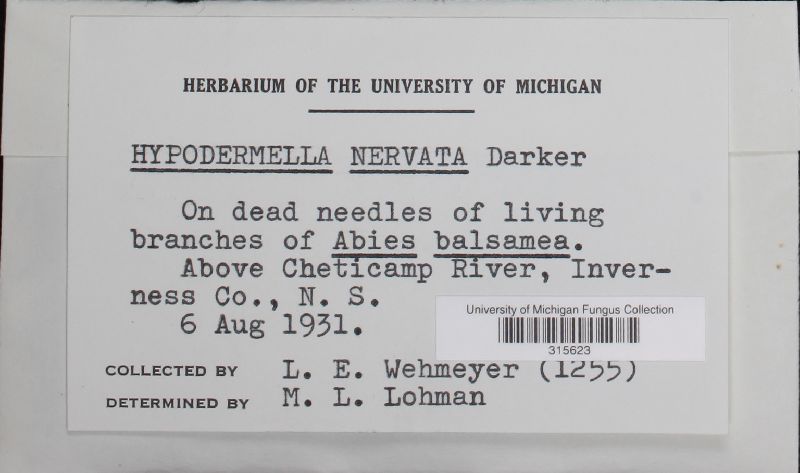 HERBARIUM OF THE UNIVERSITY OF MICHIGAN
HYPODERMELLA NERVATA Darker
On dead needles of living
branches of Abies balsamea.
Above Cheticamp River, Inver-
ness Co., N. S.
6 Aug 1931.
University of Michigan Fungus Collection
315623
COLLECTED BY L. E. Wehmeyer (1255)
DETERMINED BY M. L. Lohman